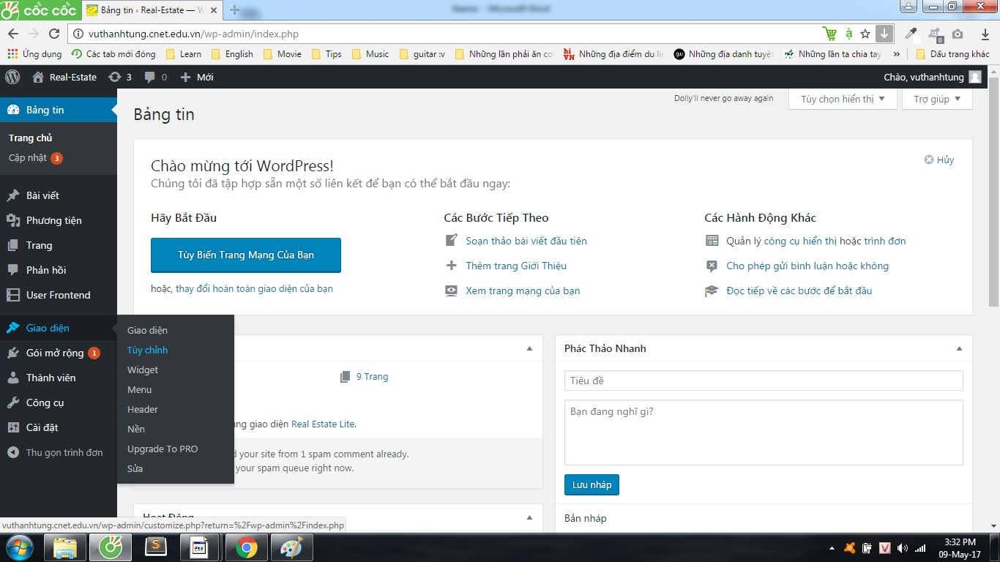 cốc cốc
Bảng tin ‹ Real-Estate — W
vuthanhtung.cnet.edu.vn/wp-admin/index.php
Ứng dụng
Các tab mới đóng
Learn
English
Movie
Tips
Music
guitar :v
Những lần phải ăn cơ
Những địa điểm du lịc
Những địa danh tuyệt
Những lần ta chia tay
»
Dấu trang khác
Real-Estate
3
0
Mới
Chào, vuthanhtung
Bảng tin
Trang chủ
Cập nhật 3
Bài viết
Phương tiện
Trang
Phản hồi
User Frontend
Giao diện
Gói mở rộng 1
Thành viên
Công cụ
Cài đặt
Thu gọn trình đơn
Giao diện
Tùy chỉnh
Widget
Menu
Header
Nền
Upgrade To PRO
Sửa
Dolly'll never go away again
Tùy chọn hiển thị
Trợ giúp
Bảng tin
Chào mừng tới WordPress!
Chúng tôi đã tập hợp sẵn một số liên kết để bạn có thể bắt đầu ngay:
Hủy
Hãy Bắt Đầu
Tùy Biến Trang Mạng Của Bạn
hoặc, thay đổi hoàn toàn giao diện của bạn
Các Bước Tiếp Theo
Soạn thảo bài viết đầu tiên
Thêm trang Giới Thiệu
Xem trang mạng của bạn
Các Hành Động Khác
Quản lý công cụ hiển thị hoặc trình đơn
Cho phép gửi bình luận hoặc không
Đọc tiếp về các bước để bắt đầu
9 Trang
giao diện Real Estate Lite.
your site from 1 spam comment already.
your spam queue right now.
Hoạt Động
Phác Thảo Nhanh
Tiêu đề
Bạn đang nghĩ gì?
Lưu nháp
Bản nháp
vuthanhtung.cnet.edu.vn/wp-admin/customize.php?return=%2Fwp-admin%2Findex.php
3:32 PM
09-May-17